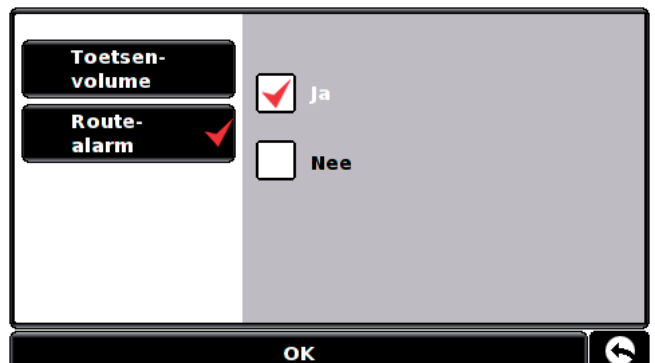 Toetsen-
volume
Route-
alarm
Ja
Nee
OK